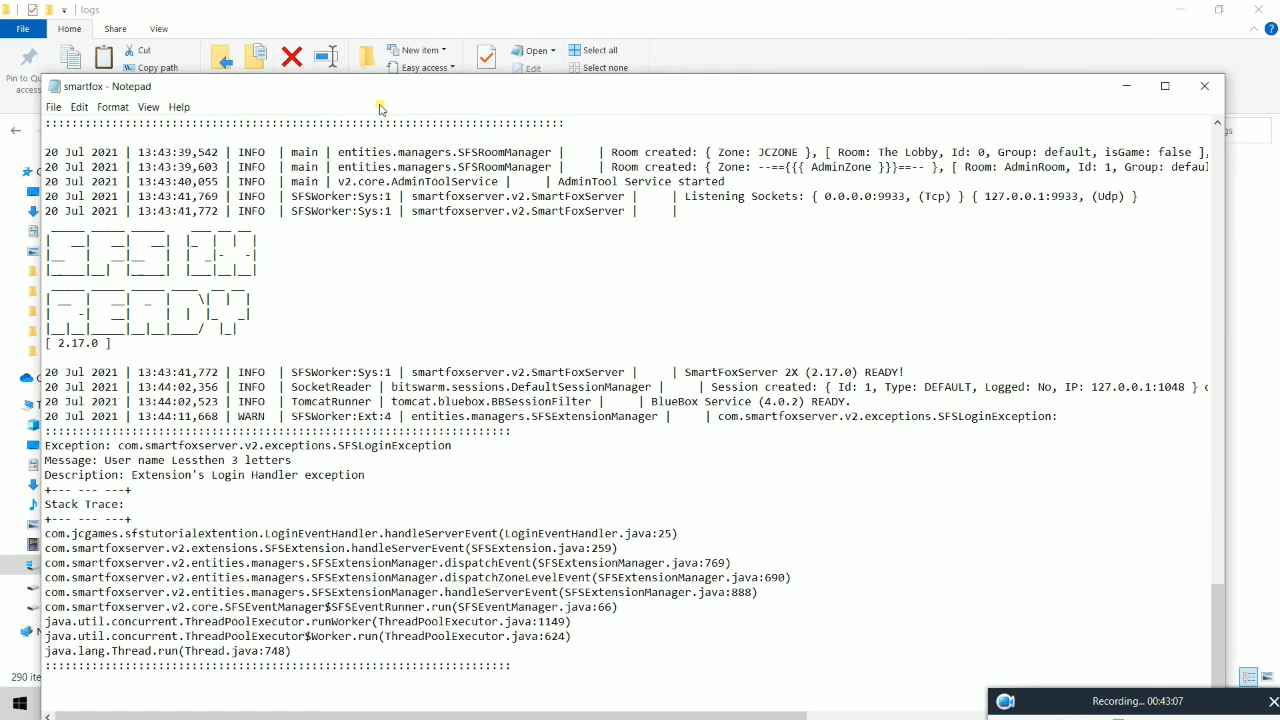 logs
File
Home
Share
View
Cut
New item
Open
Select all
Pin to Qu
access
Copy path
Easy access
Edit
Select none
smartfox - Notepad
File Edit Format View Help
::::::::::::::::::::::::::::::::::::::::::::::::::::::::::::::::::::::::::::::
20 Jul 2021 | 13:43:39,542 | INFO | main | entities.managers.SFSRoomManager | | Room created: { Zone: JCZONE }, [ Room: The Lobby, Id: 0, Group: default, isGame: false ],
20 Jul 2021 | 13:43:39,603 | INFO | main | entities.managers.SFSRoomManager | | Room created: { Zone: --=={{{ AdminZone }}}==-- }, [ Room: AdminRoom, Id: 1, Group: defaul
20 Jul 2021 | 13:43:40,055 | INFO | main | v2.core.AdminToolService | | AdminTool Service started
20 Jul 2021 | 13:43:41,769 | INFO | SFSWorker:Sys:1 | smartfoxserver.v2.SmartFoxServer | | Listening Sockets: { 0.0.0.0:9933, (Tcp) } { 127.0.0.1:9933, (Udp) }
20 Jul 2021 | 13:43:41,772 | INFO | SFSWorker:Sys:1 | smartfoxserver.v2.SmartFoxServer | |
SFS 2X
READY
[ 2.17.0 ]
20 Jul 2021 | 13:43:41,772 | INFO | SFSWorker:Sys:1 | smartfoxserver.v2.SmartFoxServer | | SmartFoxServer 2X (2.17.0) READY!
20 Jul 2021 | 13:44:02,356 | INFO | SocketReader | bitswarm.sessions.DefaultSessionManager | | Session created: { Id: 1, Type: DEFAULT, Logged: No, IP: 127.0.0.1:1048 } o
20 Jul 2021 | 13:44:02,523 | INFO | TomcatRunner | tomcat.bluebox.BBSessionFilter | | BlueBox Service (4.0.2) READY.
20 Jul 2021 | 13:44:11,668 | WARN | SFSWorker:Ext:4 | entities.managers.SFSExtensionManager | | com.smartfoxserver.v2.exceptions.SFSLoginException:
::::::::::::::::::::::::::::::::::::::::::::::::::::::::::::::::::::::
Exception: com.smartfoxserver.v2.exceptions.SFSLoginException
Message: User name Lessthen 3 letters
Description: Extension's Login Handler exception
+--- --- ---+
Stack Trace:
+--- --- ---+
com.jcgames.sfstutorialextention.LoginEventHandler.handleServerEvent(LoginEventHandler.java:25)
com.smartfoxserver.v2.extensions.SFSExtension.handleServerEvent(SFSExtension.java:259)
com.smartfoxserver.v2.entities.managers.SFSExtensionManager.dispatchEvent(SFSExtensionManager.java:769)
com.smartfoxserver.v2.entities.managers.SFSExtensionManager.dispatchZoneLevelEvent(SFSExtensionManager.java:690)
com.smartfoxserver.v2.entities.managers.SFSExtensionManager.handleServerEvent(SFSExtensionManager.java:888)
com.smartfoxserver.v2.core.SFSEventManager$SFSEventRunner.run(SFSEventManager.java:66)
java.util.concurrent.ThreadPoolExecutor.runWorker(ThreadPoolExecutor.java:1149)
java.util.concurrent.ThreadPoolExecutor$Worker.run(ThreadPoolExecutor.java:624)
java.lang.Thread.run(Thread.java:748)
::::::::::::::::::::::::::::::::::::::::::::::::::::::::::::::::::::::
290 ite
Recording... 00:43:07